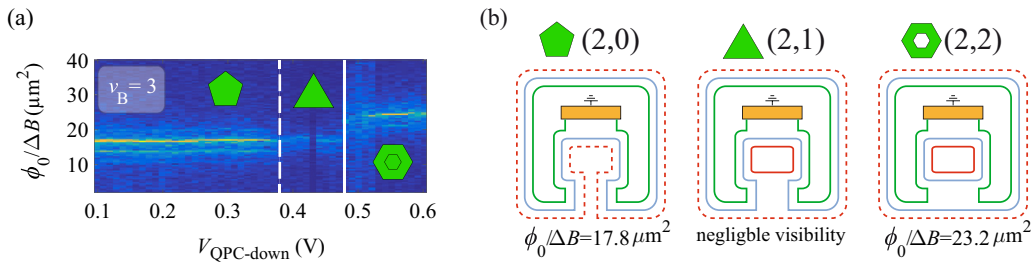 (a)
(b)
ϕ0/ΔB (μm²)
40
30
20
10
νB = 3
0.1
0.2
0.3
0.4
0.5
0.6
VQPC-down (V)
(2,0)
(2,1)
(2,2)
ϕ0/ΔB=17.8 μm²
negligble visibility
ϕ0/ΔB=23.2 μm²